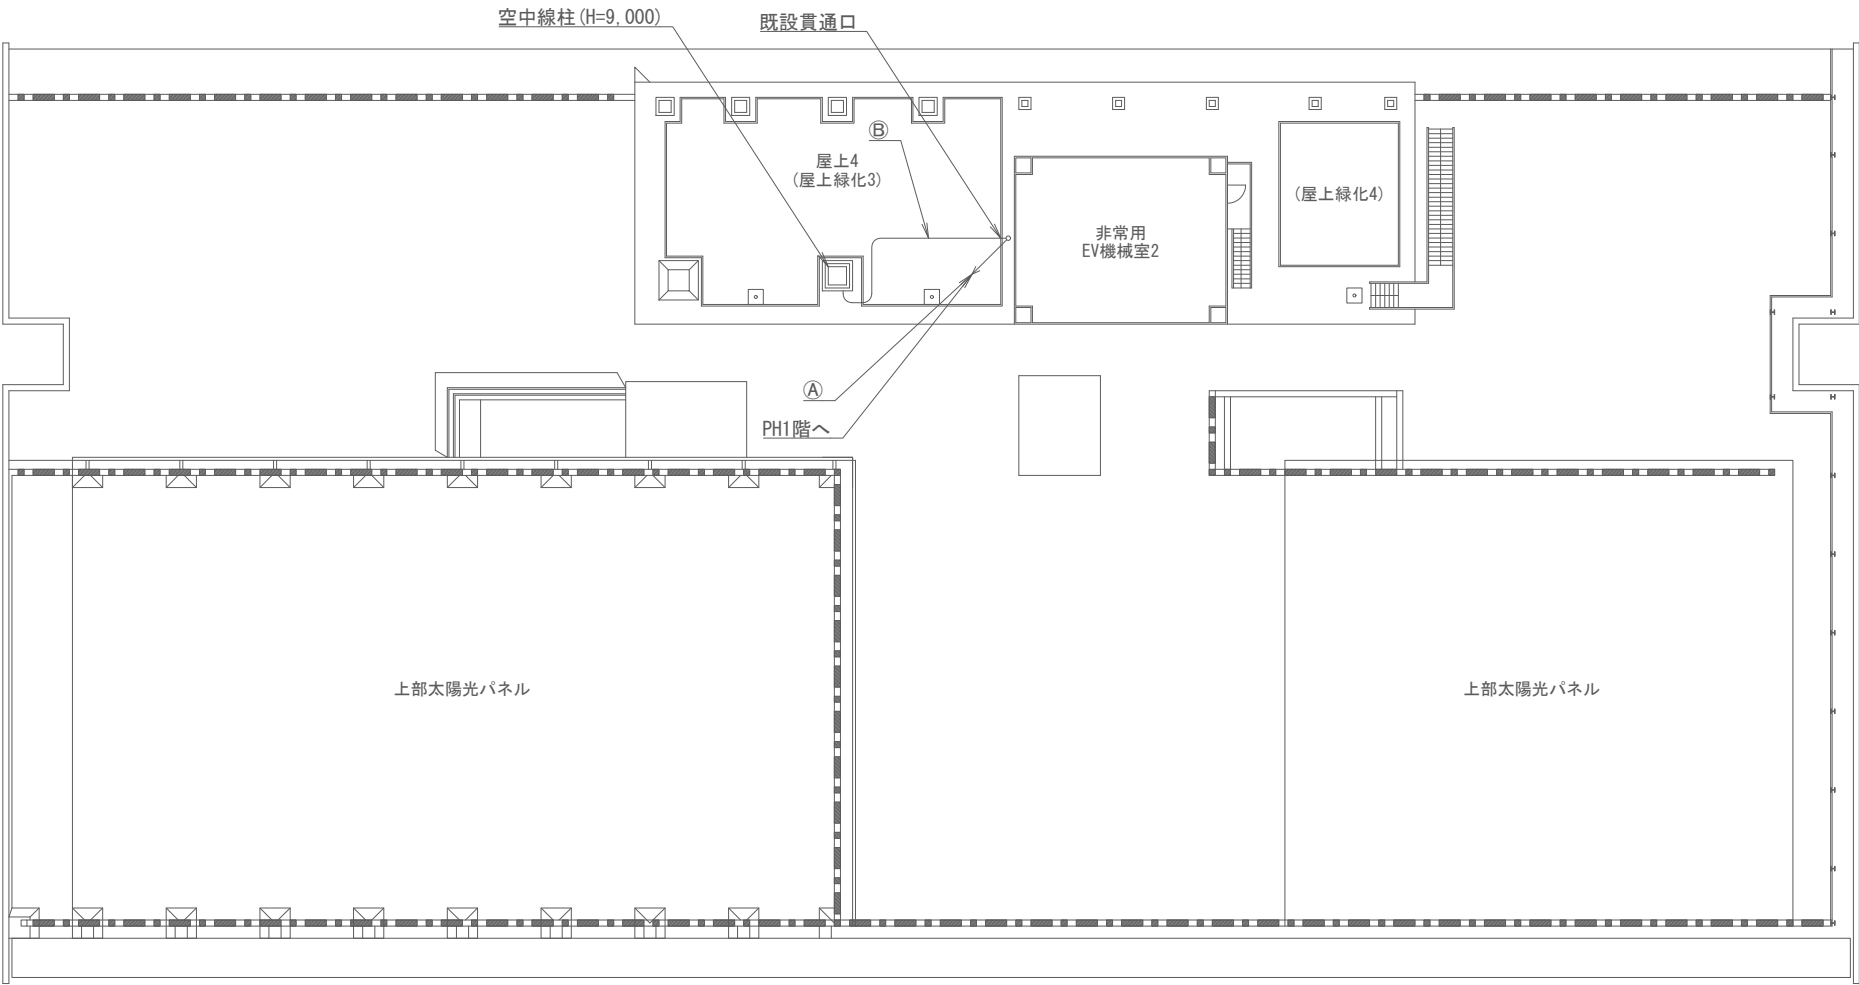 空中線柱(H=9,000)
既設貫通口
Ⓑ
屋上4
(屋上緑化3)
(屋上緑化4)
非常用
EV機械室2
Ⓐ
PH1階へ
上部太陽光パネル
上部太陽光パネル